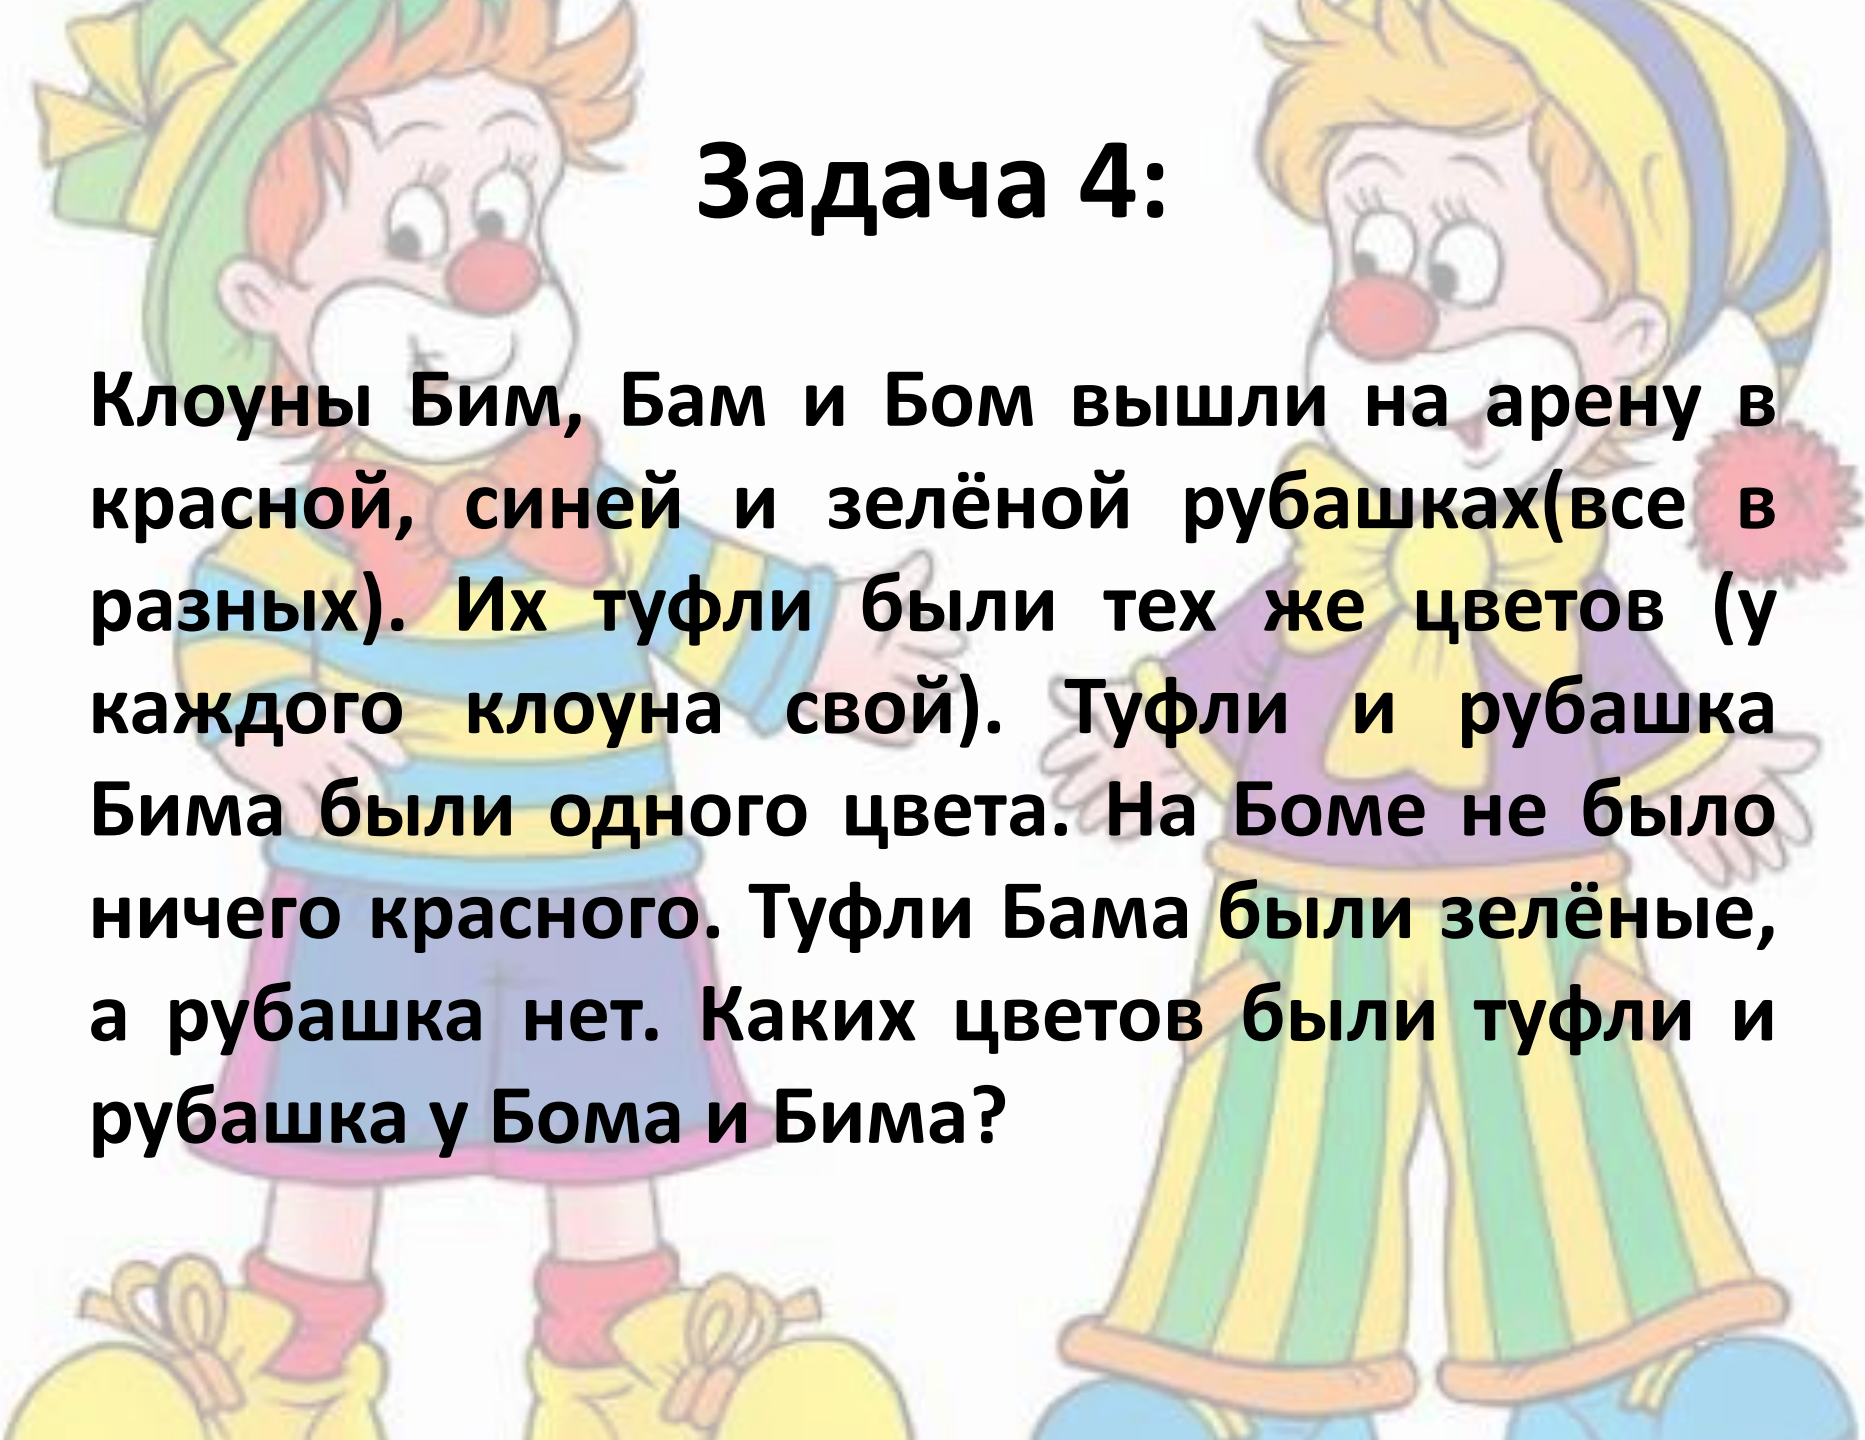 Задача 4:
Клоуны Бим, Бам и Бом вышли на арену в
красной, синей и зелёной рубашках(все в
разных). Их туфли были тех же цветов (у
каждого клоуна свой). Туфли и рубашка
Бима были одного цвета. На Боме не было
ничего красного. Туфли Бама были зелёные,
а рубашка нет. Каких цветов были туфли и
рубашка у Бома и Бима?